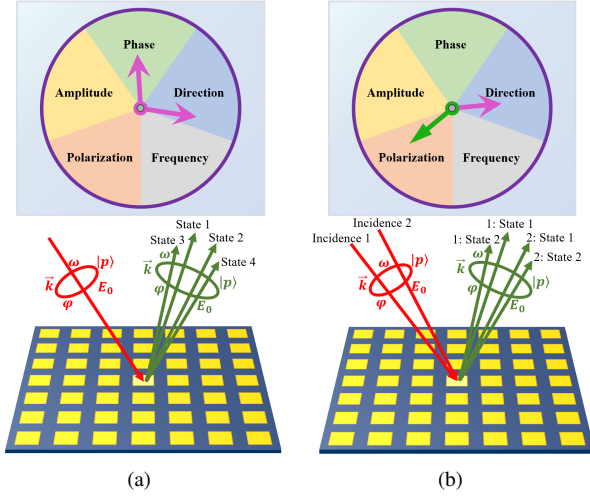 Phase
Amplitude
Direction
Polarization
Frequency
State 1
State 3
State 2
State 4
ω
|p⟩
k⃗
E₀
φ
ω
|p⟩
k⃗
E₀
φ
(a)
Phase
Amplitude
Direction
Polarization
Frequency
Incidence 2
Incidence 1
1: State 1
1: State 2
2: State 1
2: State 2
ω
|p⟩
k⃗
E₀
φ
ω
|p⟩
k⃗
E₀
φ
(b)